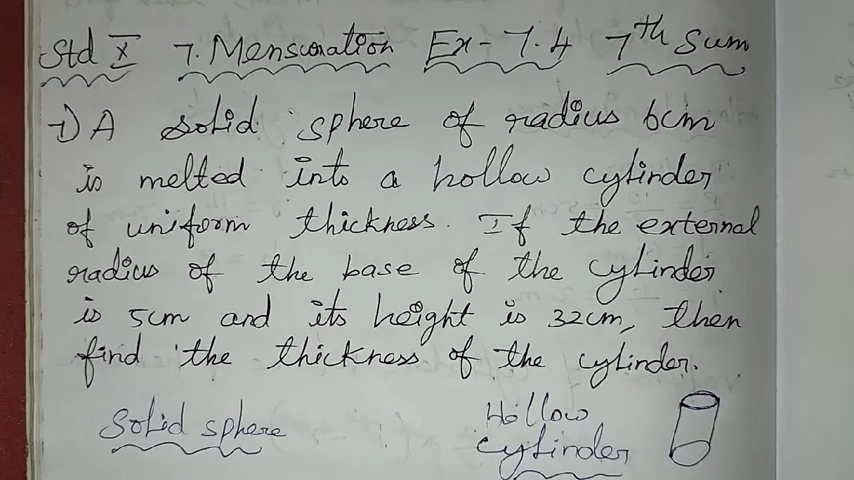 Std X 7. Mensuration Ex-7.4 7th Sum
7) A solid sphere of radius 6cm
is melted into a hollow cylinder
of uniform thickness. If the external
radius of the base of the cylinder
is 5cm and its height is 32cm, then
find the thickness of the cylinder.
Solid sphere Hollow
cylinder